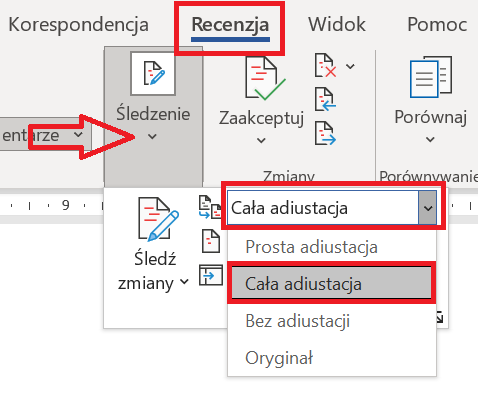 Korespondencja Recenzja Widok Pomoc
entarze
Śledzenie
Zaakceptuj
Porównaj
Zmiany
Porównywanie
9
Śledź
zmiany
Cała adiustacja
Prosta adiustacja
Cała adiustacja
Bez adiustacji
Oryginał